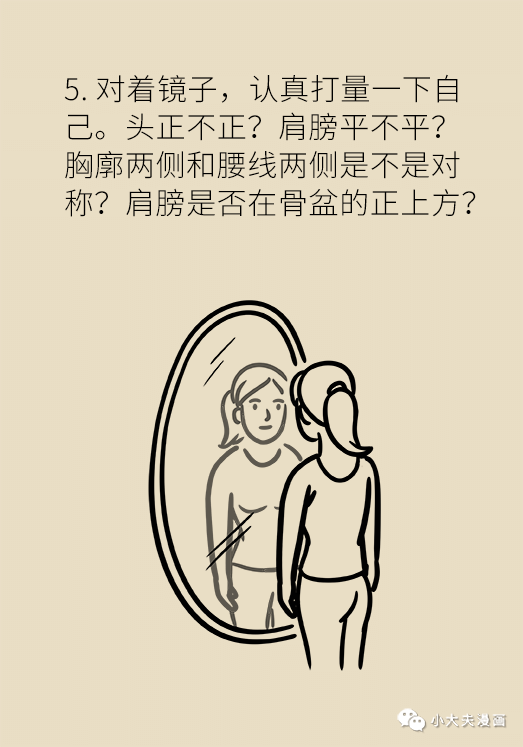 5. 对着镜子，认真打量一下自
己。头正不正？肩膀平不平？
胸廓两侧和腰线两侧是不是对
称？肩膀是否在骨盆的正上方？
小大夫漫画